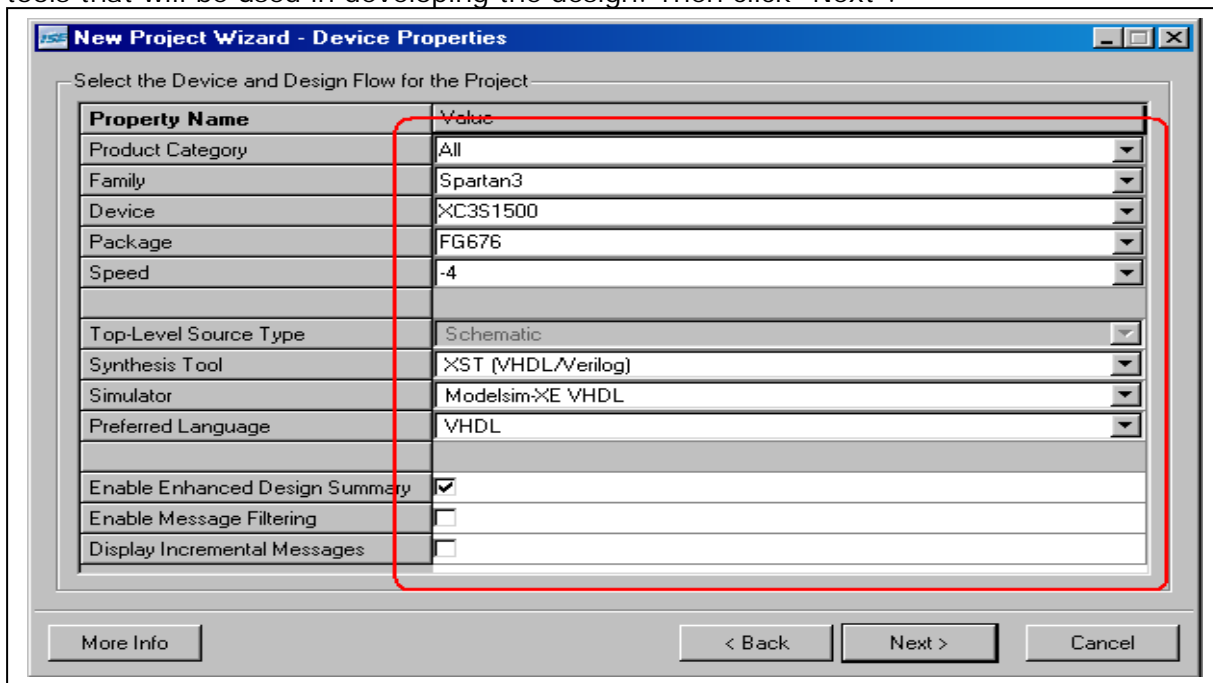 tools that will be used in developing the design. Then click "Next".
ISE New Project Wizard - Device Properties
Select the Device and Design Flow for the Project
Property Name Value
Product Category All
Family Spartan3
Device XC3S1500
Package FG676
Speed -4
Top-Level Source Type Schematic
Synthesis Tool XST (VHDL/Verilog)
Simulator Modelsim-XE VHDL
Preferred Language VHDL
Enable Enhanced Design Summary
Enable Message Filtering
Display Incremental Messages
More Info < Back Next > Cancel